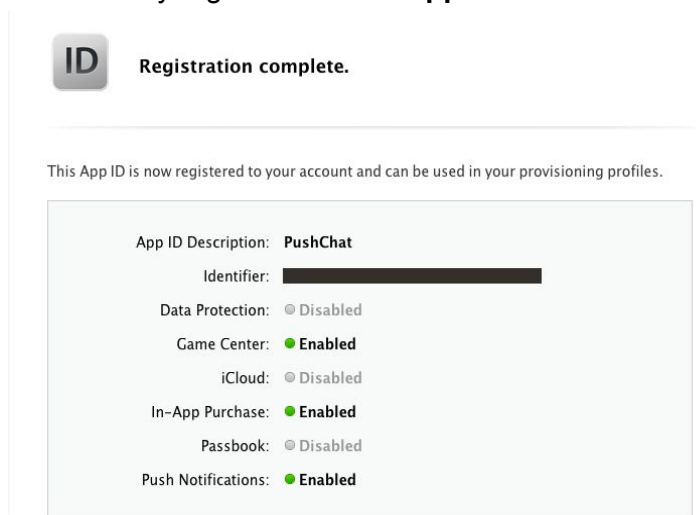 ID
Registration complete.
This App ID is now registered to your account and can be used in your provisioning profiles.
App ID Description: PushChat
Identifier:
Data Protection: Disabled
Game Center: Enabled
iCloud: Disabled
In-App Purchase: Enabled
Passbook: Disabled
Push Notifications: Enabled